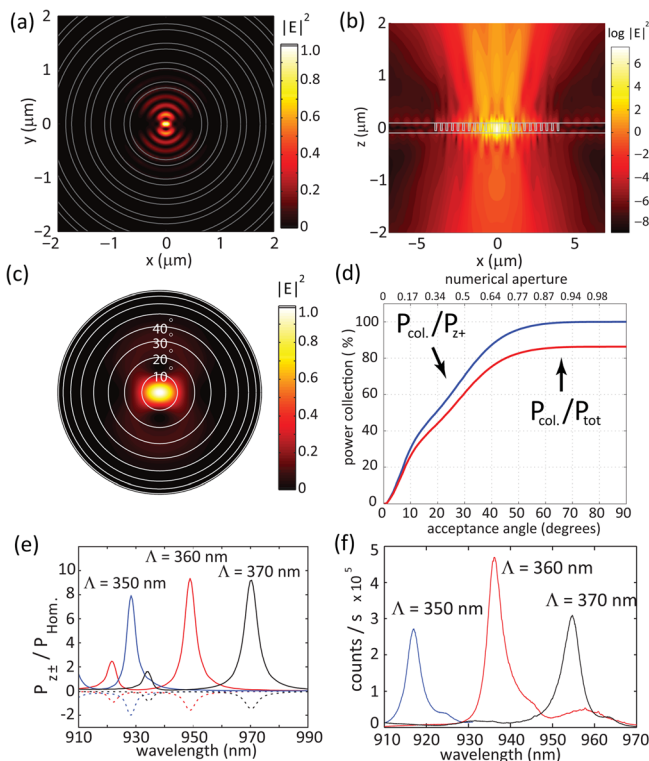 (a)
|E|²
2
1
0
-1
-2
y (μm)
-2
-1
0
1
2
x (μm)
1.0
0.8
0.6
0.4
0.2
0
(b)
log |E|²
2
1
0
-1
-2
z (μm)
-5
0
5
x (μm)
6
4
2
0
-2
-4
-6
-8
(c)
|E|²
40°
30°
20°
10°
1.0
0.8
0.6
0.4
0.2
0
(d)
numerical aperture
0 0.17 0.34 0.5 0.64 0.77 0.87 0.94 0.98
100
80
60
40
20
0
power collection (%)
P col./P z+
P col./P tot
0 10 20 30 40 50 60 70 80 90
acceptance angle (degrees)
(e)
Λ = 360 nm
Λ = 350 nm
Λ = 370 nm
10
8
6
4
2
0
-2
P z± / P Hom.
910 930 950 970 990
wavelength (nm)
(f)
Λ = 360 nm
Λ = 350 nm
Λ = 370 nm
5
4
3
2
1
0
counts / s x 10⁵
910 920 930 940 950 960 970
wavelength (nm)